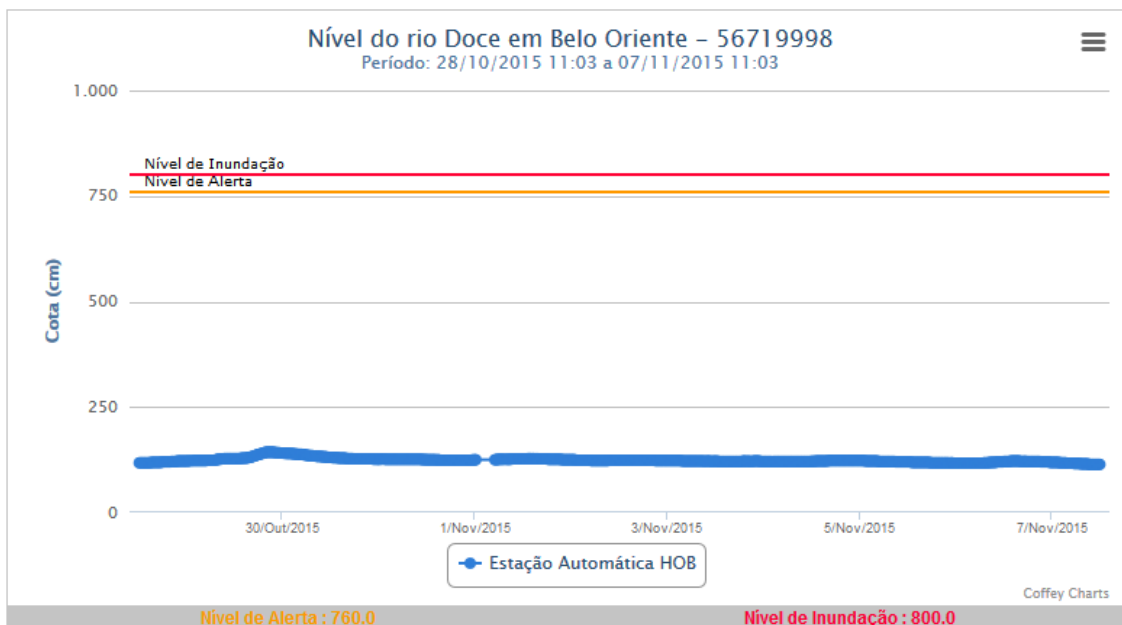 Nível do rio Doce em Belo Oriente – 56719998
Período: 28/10/2015 11:03 a 07/11/2015 11:03
1.000
Nível de Inundação
Nível de Alerta
750
Cota (cm)
500
250
0
30/Out/2015 1/Nov/2015 3/Nov/2015 5/Nov/2015 7/Nov/2015
Estação Automática HOB
Coffey Charts
Nível de Alerta : 760.0 Nível de Inundação : 800.0